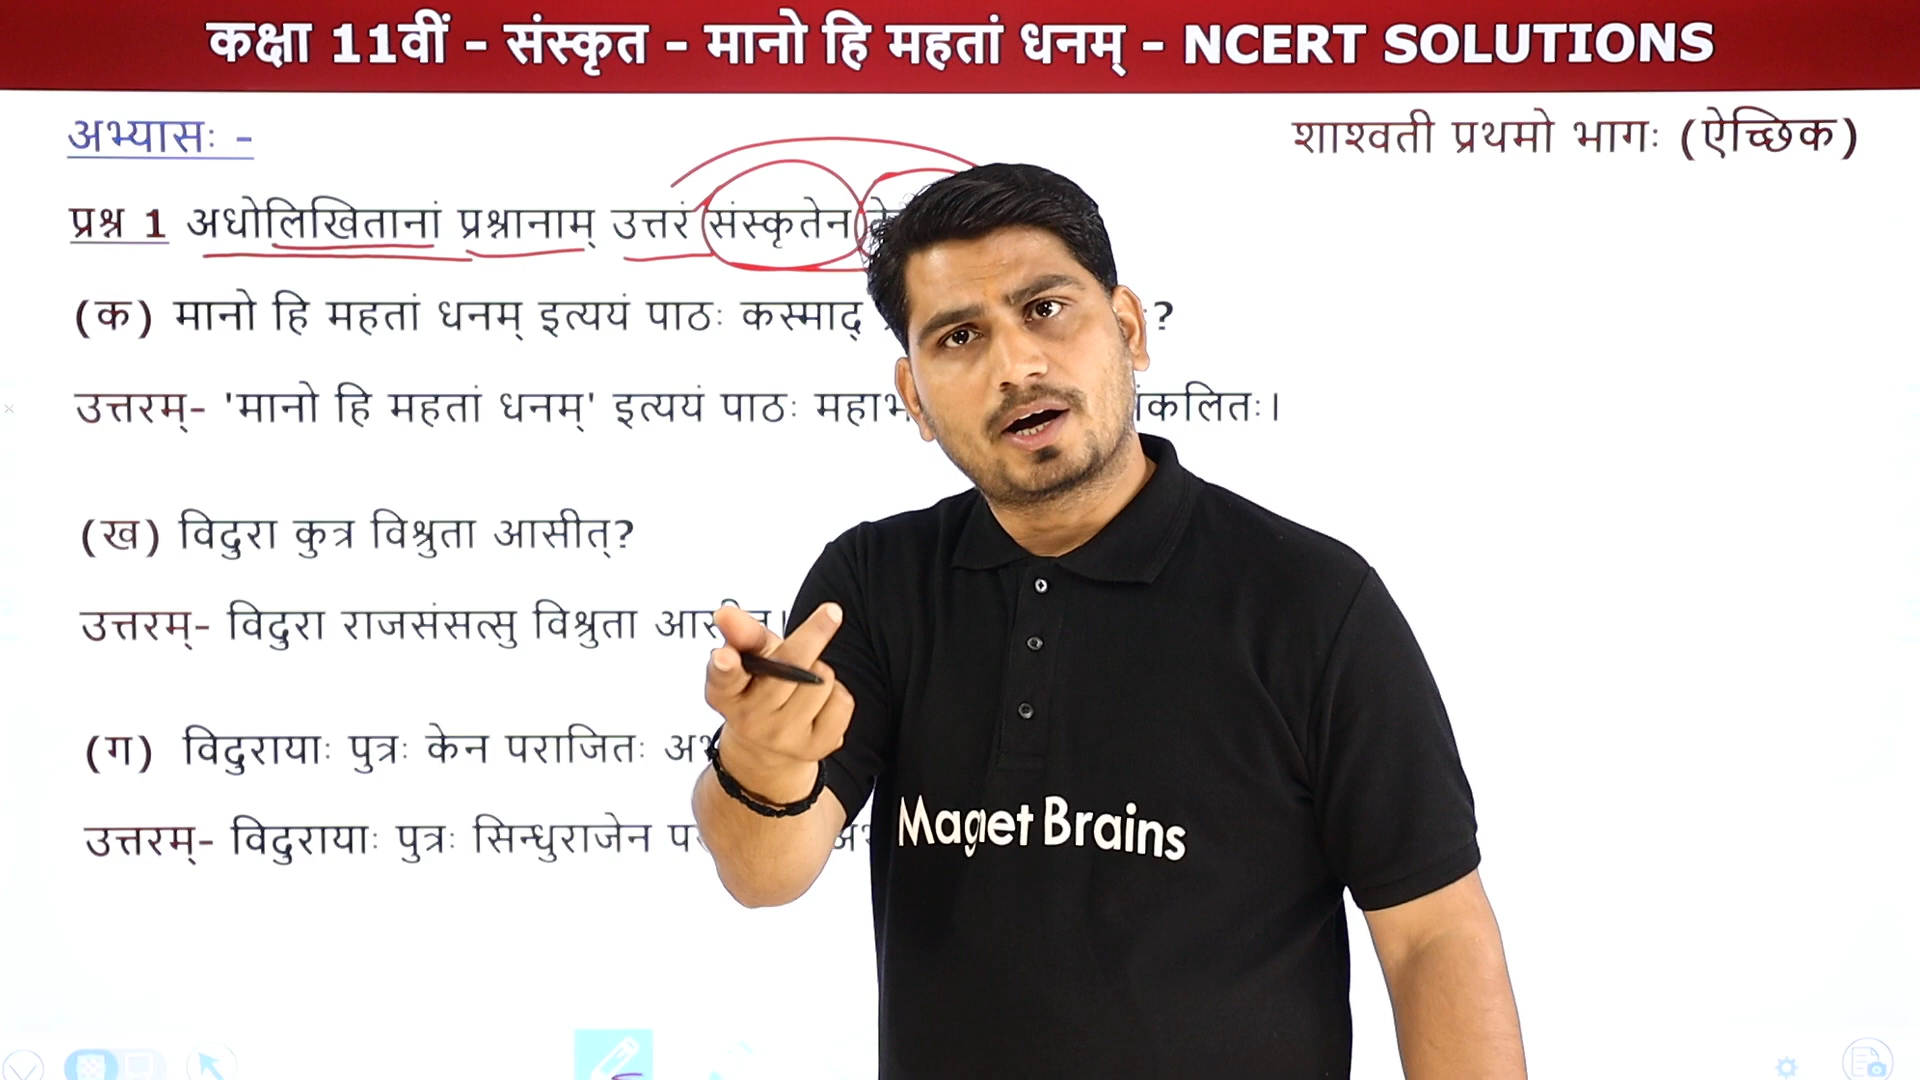 कक्षा 11वीं - संस्कृत - मानो हि महतां धनम् - NCERT SOLUTIONS
अभ्यासः -
शाश्वती प्रथमो भागः (ऐच्छिक)
प्रश्न 1 अधोलिखितानां प्रश्नानाम् उत्तरं संस्कृतेन
(क) मानो हि महतां धनम् इत्ययं पाठः कस्माद् ?
उत्तरम्- 'मानो हि महतां धनम्' इत्ययं पाठः
(ख) विदुरा कुत्र विश्रुता आसीत्?
उत्तरम्- विदुरा राजसंसत्सु विश्रुता
(ग) विदुरायाः पुत्रः केन पराजितः
उत्तरम्- विदुरायाः पुत्रः सिन्धुराजेन
Magnet Brains